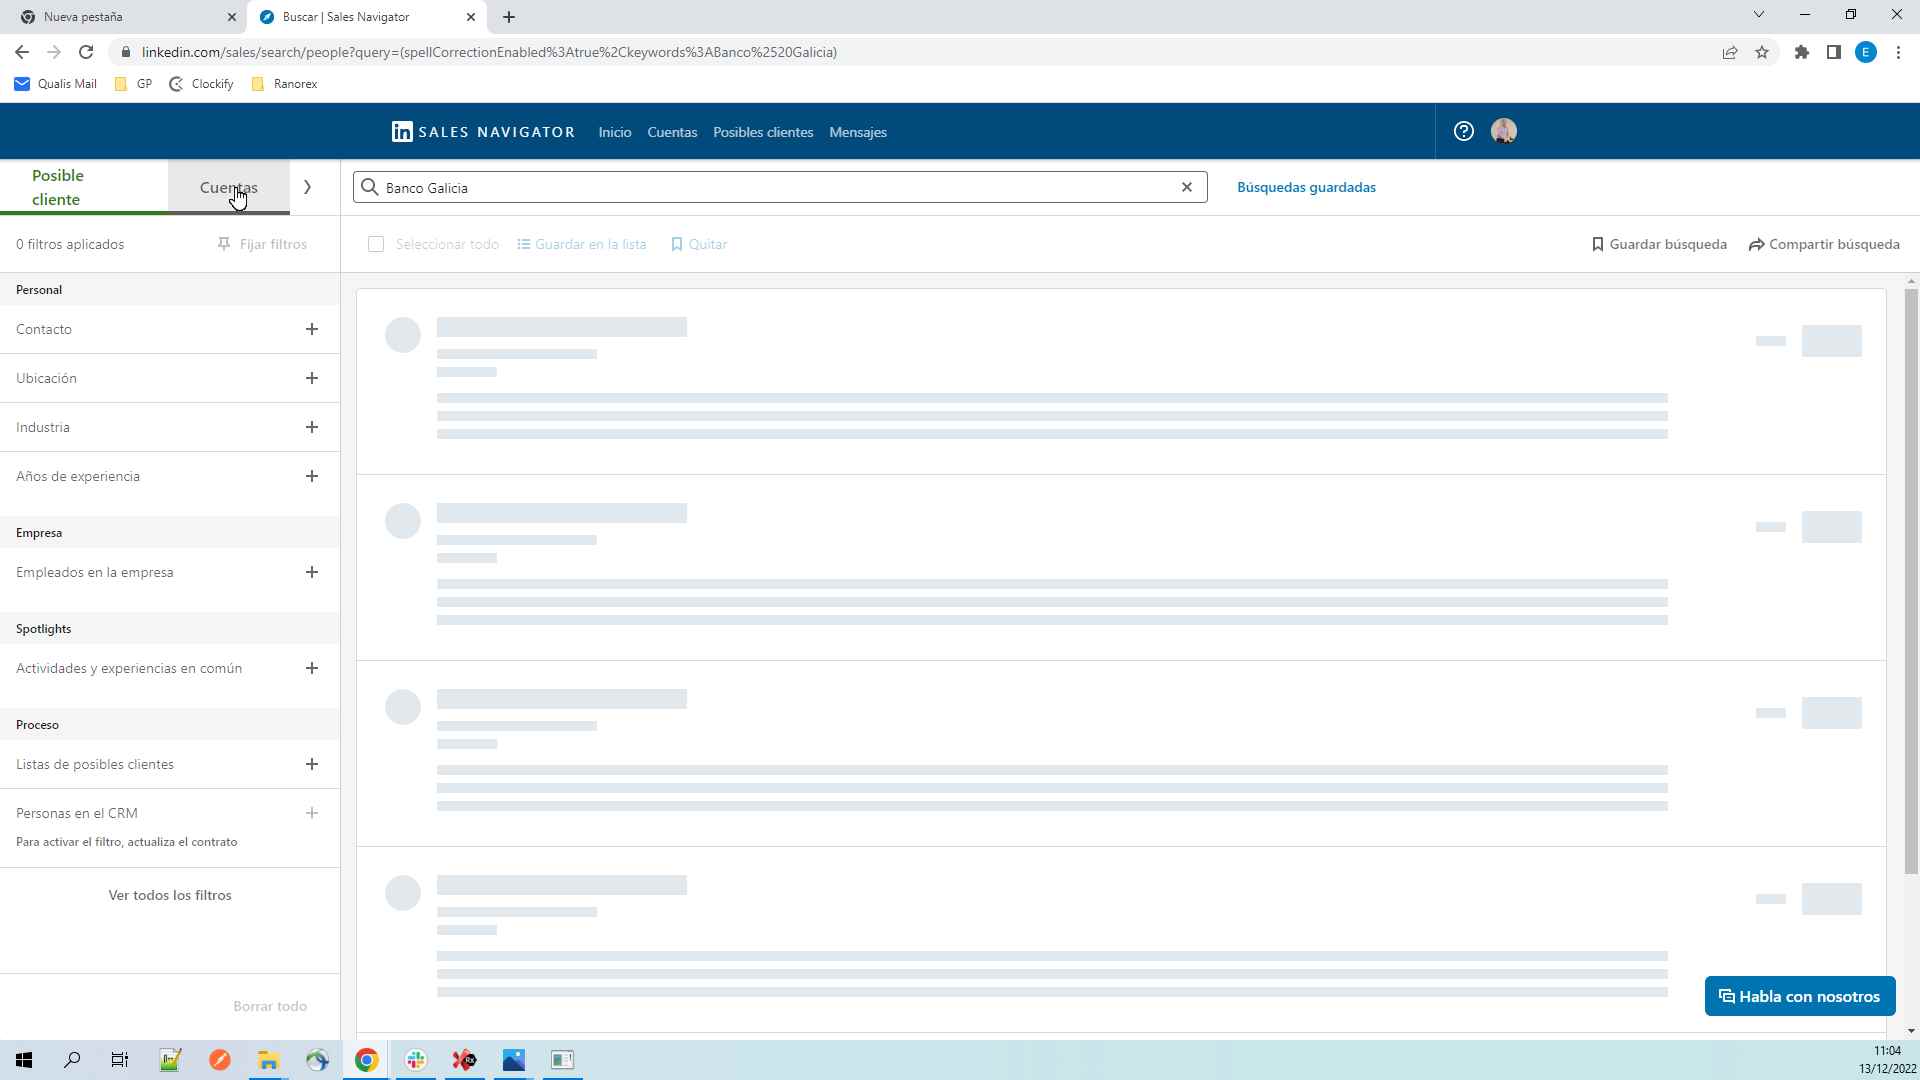 Nueva pestaña
Buscar | Sales Navigator
linkedin.com/sales/search/people?query=(spellCorrectionEnabled%3Atrue%2Ckeywords%3ABanco%2520Galicia)
E
Qualis Mail
GP
Clockify
Ranorex
in SALES NAVIGATOR
Inicio
Cuentas
Posibles clientes
Mensajes
Posible
cliente
Cuentas
Banco Galicia
Búsquedas guardadas
0 filtros aplicados
Fijar filtros
Seleccionar todo
Guardar en la lista
Quitar
Guardar búsqueda
Compartir búsqueda
Personal
Contacto
Ubicación
Industria
Años de experiencia
Empresa
Empleados en la empresa
Spotlights
Actividades y experiencias en común
Proceso
Listas de posibles clientes
Personas en el CRM
Para activar el filtro, actualiza el contrato
Ver todos los filtros
Borrar todo
Habla con nosotros
11:04
13/12/2022